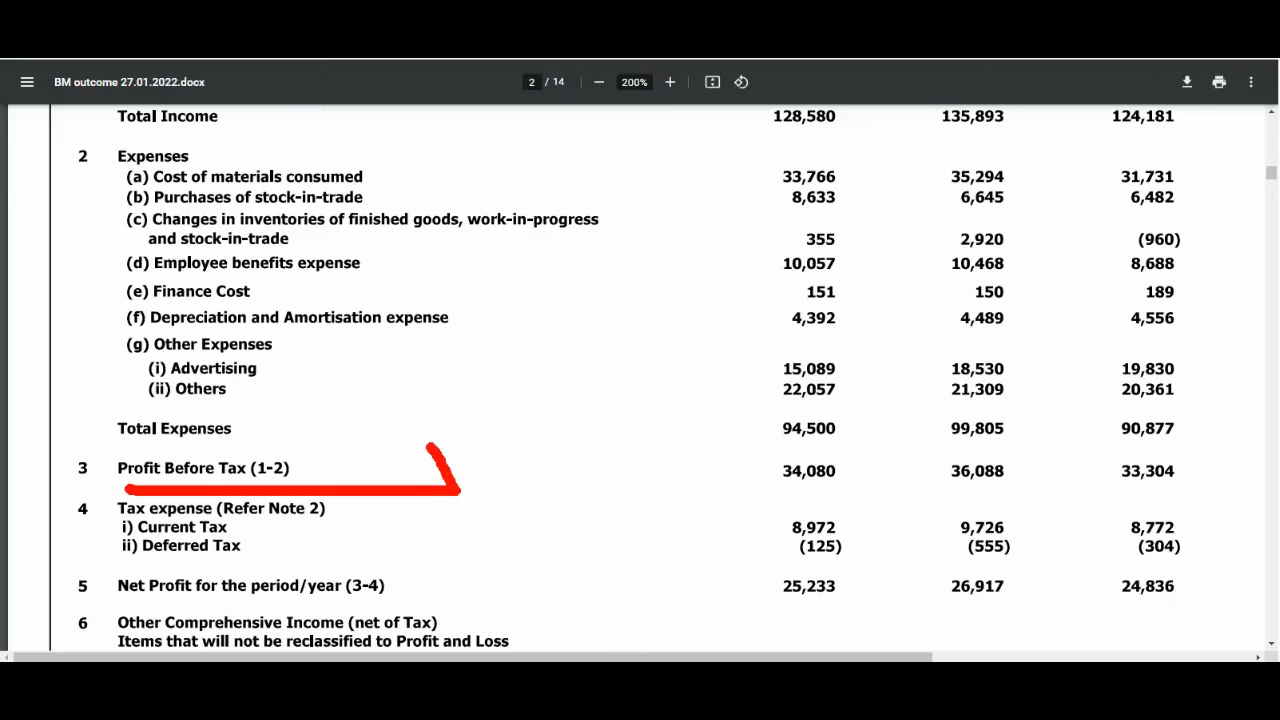 BM outcome 27.01.2022.docx 2 / 14 200%
Total Income 128,580 135,893 124,181
2 Expenses
(a) Cost of materials consumed 33,766 35,294 31,731
(b) Purchases of stock-in-trade 8,633 6,645 6,482
(c) Changes in inventories of finished goods, work-in-progress
and stock-in-trade 355 2,920 (960)
(d) Employee benefits expense 10,057 10,468 8,688
(e) Finance Cost 151 150 189
(f) Depreciation and Amortisation expense 4,392 4,489 4,556
(g) Other Expenses
(i) Advertising 15,089 18,530 19,830
(ii) Others 22,057 21,309 20,361
Total Expenses 94,500 99,805 90,877
3 Profit Before Tax (1-2) 34,080 36,088 33,304
4 Tax expense (Refer Note 2)
i) Current Tax 8,972 9,726 8,772
ii) Deferred Tax (125) (555) (304)
5 Net Profit for the period/year (3-4) 25,233 26,917 24,836
6 Other Comprehensive Income (net of Tax)
Items that will not be reclassified to Profit and Loss